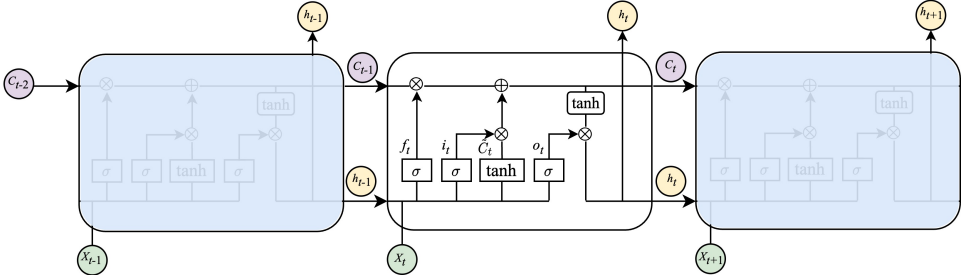 h_{t-1} h_t h_{t+1}
C_{t-2} C_{t-1} C_t
⊗ ⊕ ⊗ ⊕ ⊗ ⊕
tanh tanh tanh
⊗ ⊗ ⊗ ⊗ ⊗ ⊗
f_t i_t C̃_t o_t
σ σ tanh σ σ σ tanh σ σ σ tanh σ
h_{t-1} h_t
X_{t-1} X_t X_{t+1}